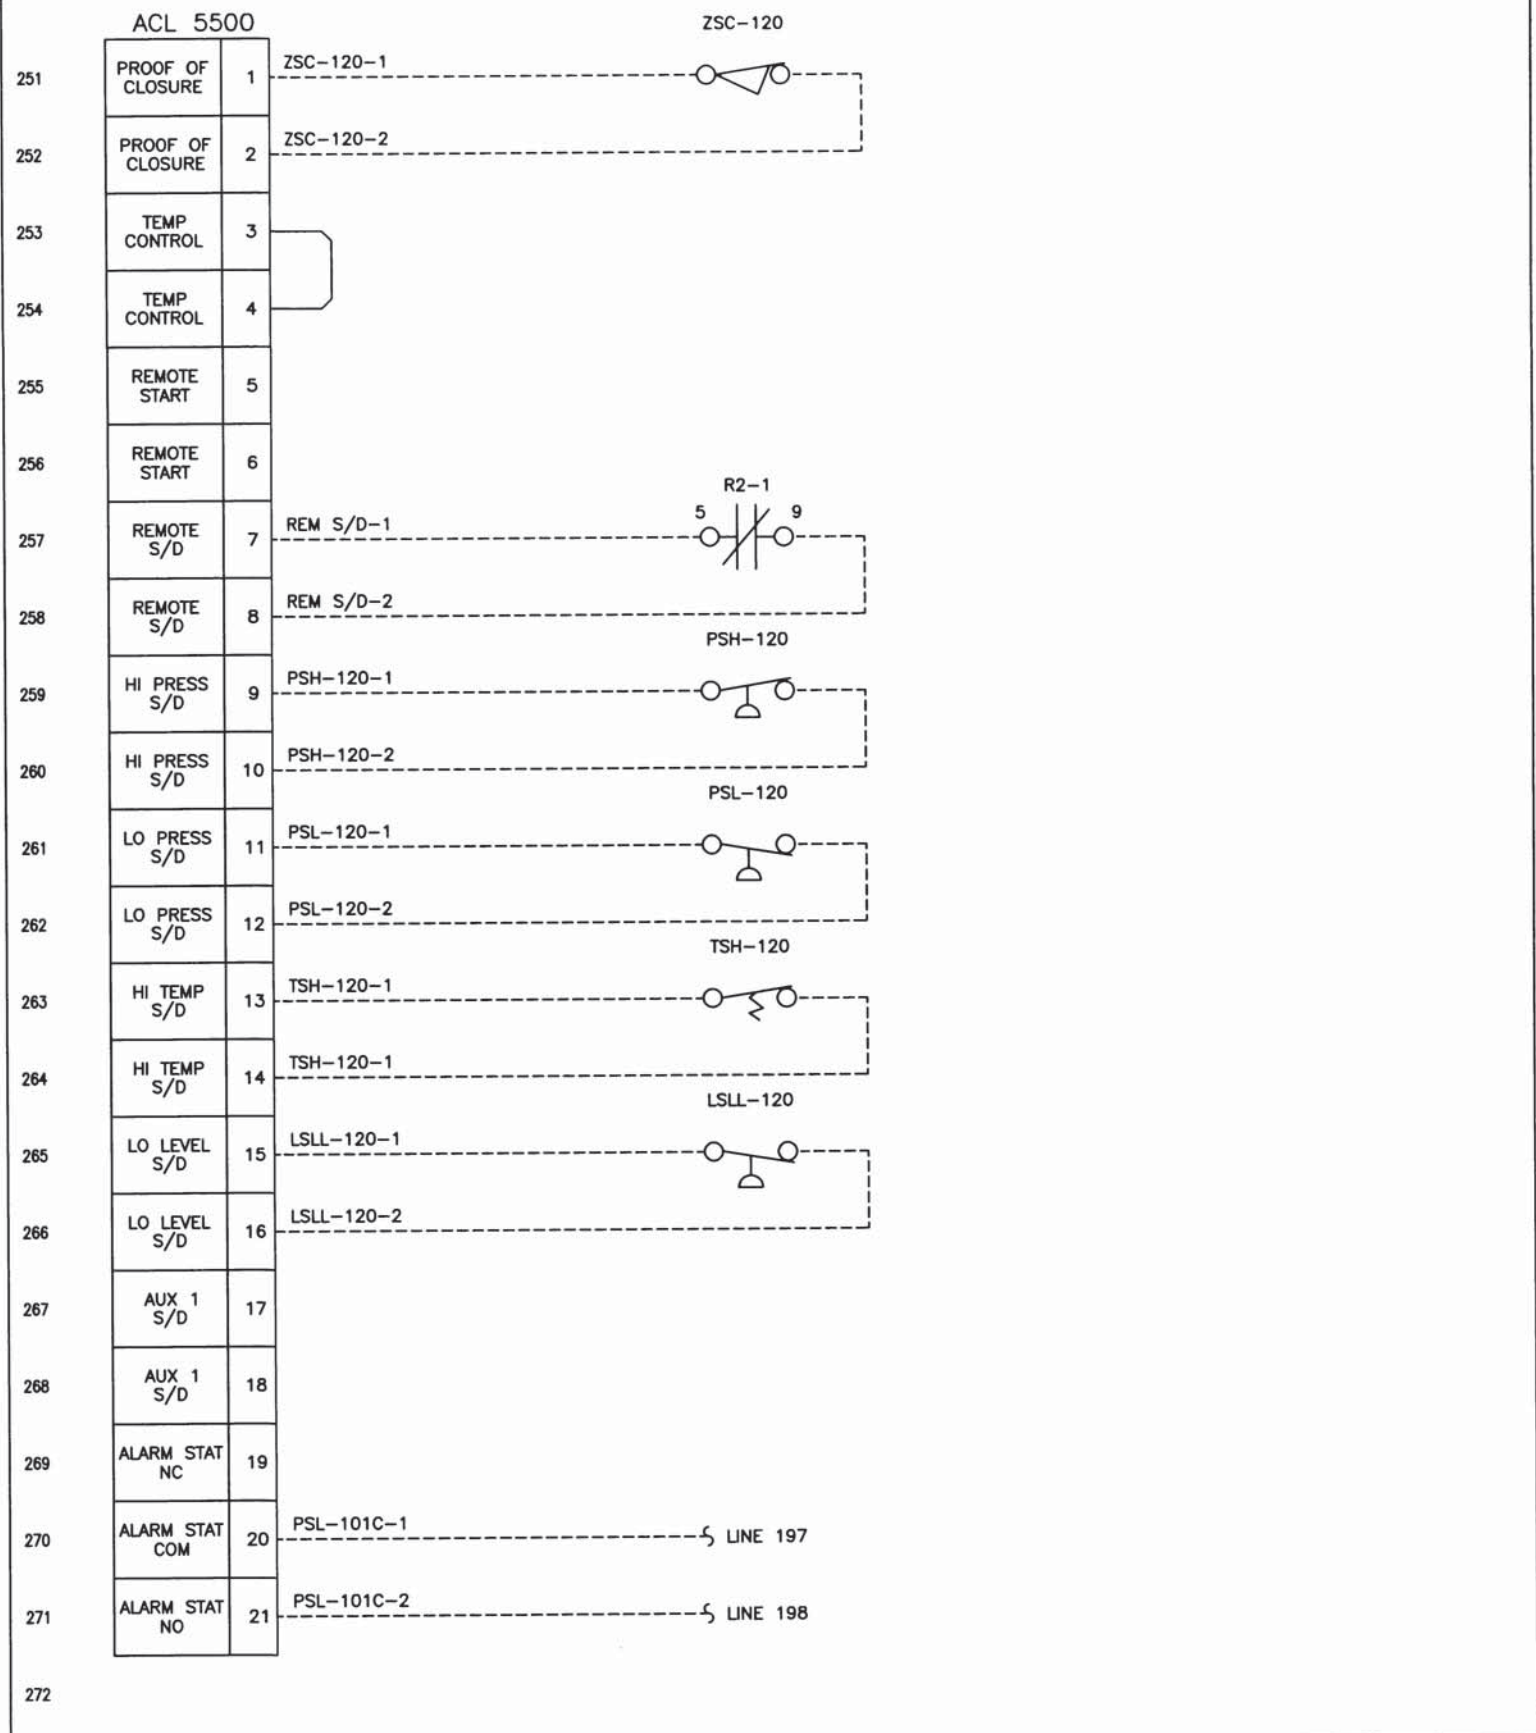 ACL 5500
ZSC-120
251
PROOF OF
CLOSURE
1
ZSC-120-1
252
PROOF OF
CLOSURE
2
ZSC-120-2
253
TEMP
CONTROL
3
254
TEMP
CONTROL
4
255
REMOTE
START
5
256
REMOTE
START
6
R2-1
5
9
257
REMOTE
S/D
7
REM S/D-1
258
REMOTE
S/D
8
REM S/D-2
PSH-120
259
HI PRESS
S/D
9
PSH-120-1
260
HI PRESS
S/D
10
PSH-120-2
PSL-120
261
LO PRESS
S/D
11
PSL-120-1
262
LO PRESS
S/D
12
PSL-120-2
TSH-120
263
HI TEMP
S/D
13
TSH-120-1
264
HI TEMP
S/D
14
TSH-120-1
LSLL-120
265
LO LEVEL
S/D
15
LSLL-120-1
266
LO LEVEL
S/D
16
LSLL-120-2
267
AUX 1
S/D
17
268
AUX 1
S/D
18
269
ALARM STAT
NC
19
270
ALARM STAT
COM
20
PSL-101C-1
LINE 197
271
ALARM STAT
NO
21
PSL-101C-2
LINE 198
272